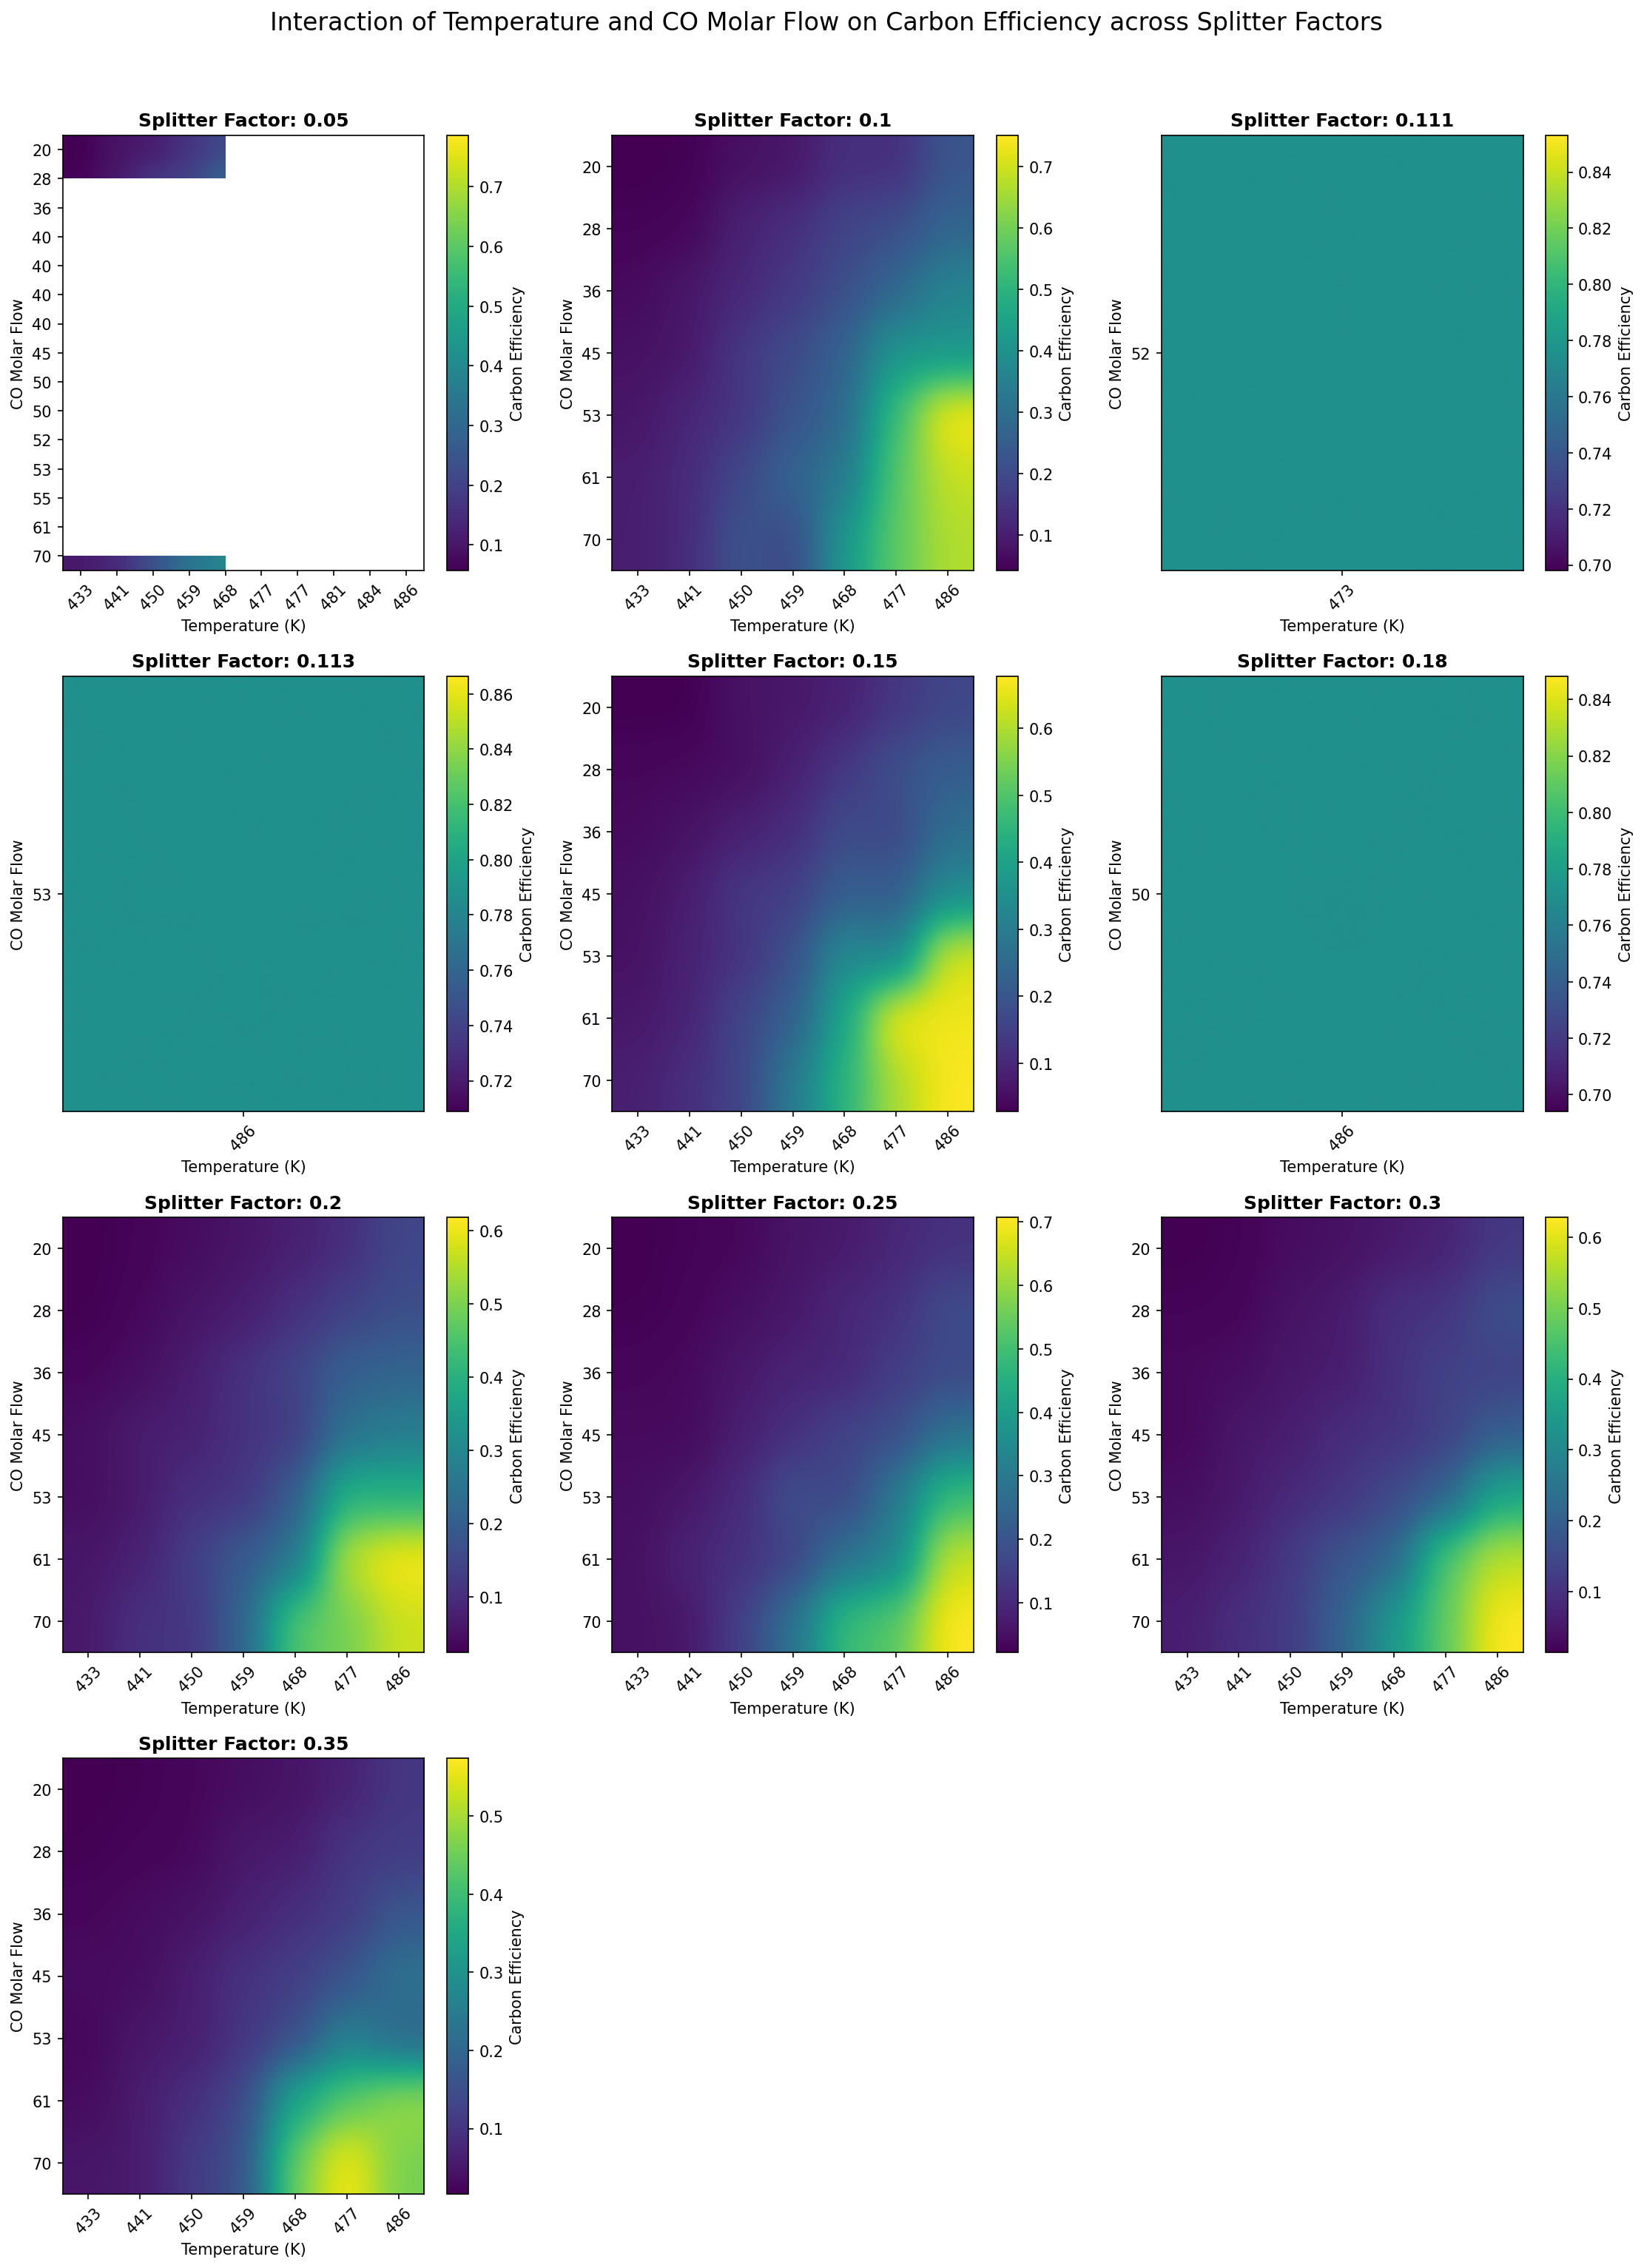 Interaction of Temperature and CO Molar Flow on Carbon Efficiency across Splitter Factors
Splitter Factor: 0.05
CO Molar Flow
20
28
36
40
40
40
40
45
50
50
52
53
55
61
70
433 441 450 459 468 477 477 481 484 486
Temperature (K)
0.7
0.6
0.5
0.4
0.3
0.2
0.1
Carbon Efficiency
Splitter Factor: 0.1
CO Molar Flow
20
28
36
45
53
61
70
433 441 450 459 468 477 486
Temperature (K)
0.7
0.6
0.5
0.4
0.3
0.2
0.1
Carbon Efficiency
Splitter Factor: 0.111
CO Molar Flow
52
473
Temperature (K)
0.84
0.82
0.80
0.78
0.76
0.74
0.72
0.70
Carbon Efficiency
Splitter Factor: 0.113
CO Molar Flow
53
486
Temperature (K)
0.86
0.84
0.82
0.80
0.78
0.76
0.74
0.72
Carbon Efficiency
Splitter Factor: 0.15
CO Molar Flow
20
28
36
45
53
61
70
433 441 450 459 468 477 486
Temperature (K)
0.6
0.5
0.4
0.3
0.2
0.1
Carbon Efficiency
Splitter Factor: 0.18
CO Molar Flow
50
486
Temperature (K)
0.84
0.82
0.80
0.78
0.76
0.74
0.72
0.70
Carbon Efficiency
Splitter Factor: 0.2
CO Molar Flow
20
28
36
45
53
61
70
433 441 450 459 468 477 486
Temperature (K)
0.6
0.5
0.4
0.3
0.2
0.1
Carbon Efficiency
Splitter Factor: 0.25
CO Molar Flow
20
28
36
45
53
61
70
433 441 450 459 468 477 486
Temperature (K)
0.7
0.6
0.5
0.4
0.3
0.2
0.1
Carbon Efficiency
Splitter Factor: 0.3
CO Molar Flow
20
28
36
45
53
61
70
433 441 450 459 468 477 486
Temperature (K)
0.6
0.5
0.4
0.3
0.2
0.1
Carbon Efficiency
Splitter Factor: 0.35
CO Molar Flow
20
28
36
45
53
61
70
433 441 450 459 468 477 486
Temperature (K)
0.5
0.4
0.3
0.2
0.1
Carbon Efficiency